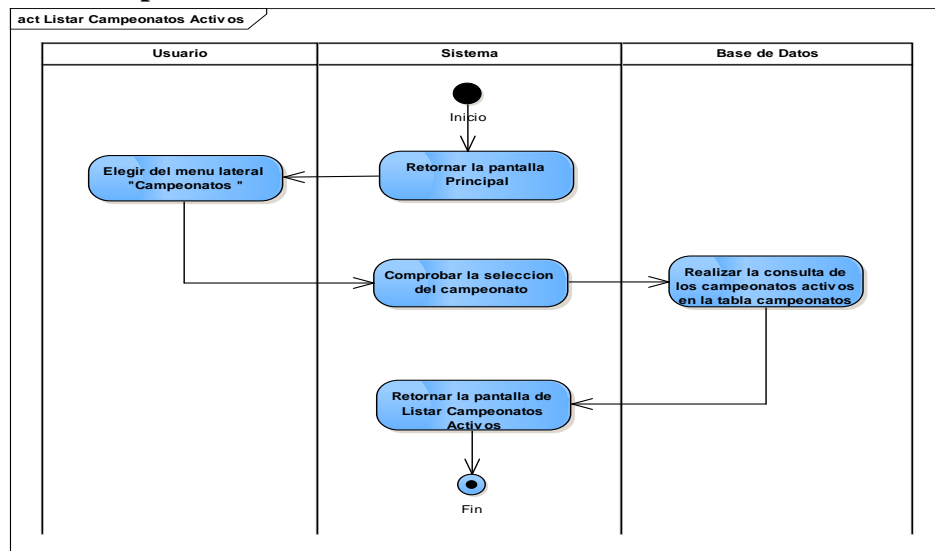 act Listar Campeonatos Activos
Usuario
Sistema
Base de Datos
Inicio
Retornar la pantalla
Principal
Elegir del menu lateral
"Campeonatos "
Comprobar la seleccion
del campeonato
Realizar la consulta de
los campeonatos activos
en la tabla campeonatos
Retornar la pantalla de
Listar Campeonatos
Activos
Fin